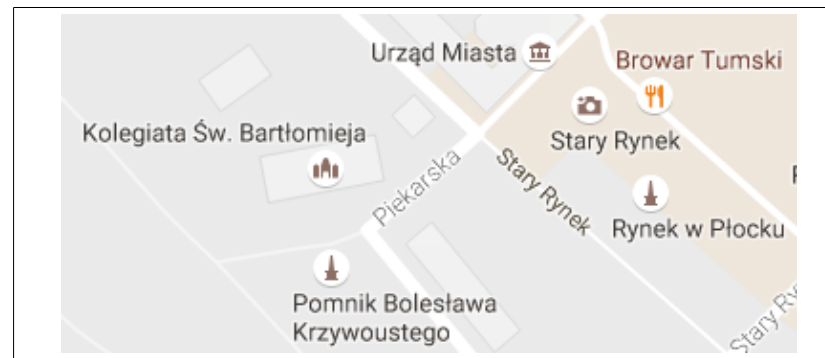 Urząd Miasta
Browar Tumski
Kolegiata Św. Bartłomieja
Stary Rynek
Piekarska
Stary Rynek
Rynek w Płocku
Pomnik Bolesława
Krzywoustego